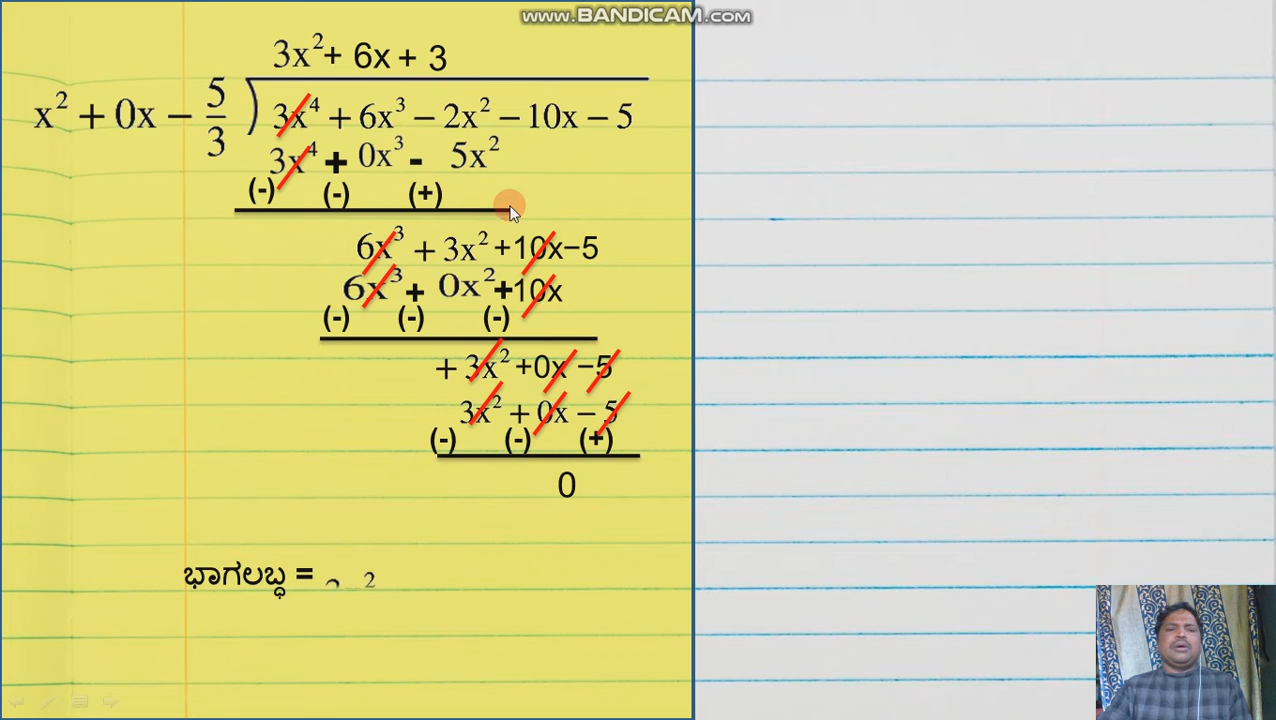 www.BANDICAM.com
3x² + 6x + 3
x² + 0x − 5/3 ) 3x⁴ + 6x³ − 2x² − 10x − 5
3x⁴ + 0x³ - 5x²
(-) (-) (+)
6x³ + 3x² +10x−5
6x³ + 0x² +10x
(-) (-) (-)
+ 3x² +0x −5
3x² + 0x − 5
(-) (-) (+)
0
ಭಾಗಲಬ್ಧ =